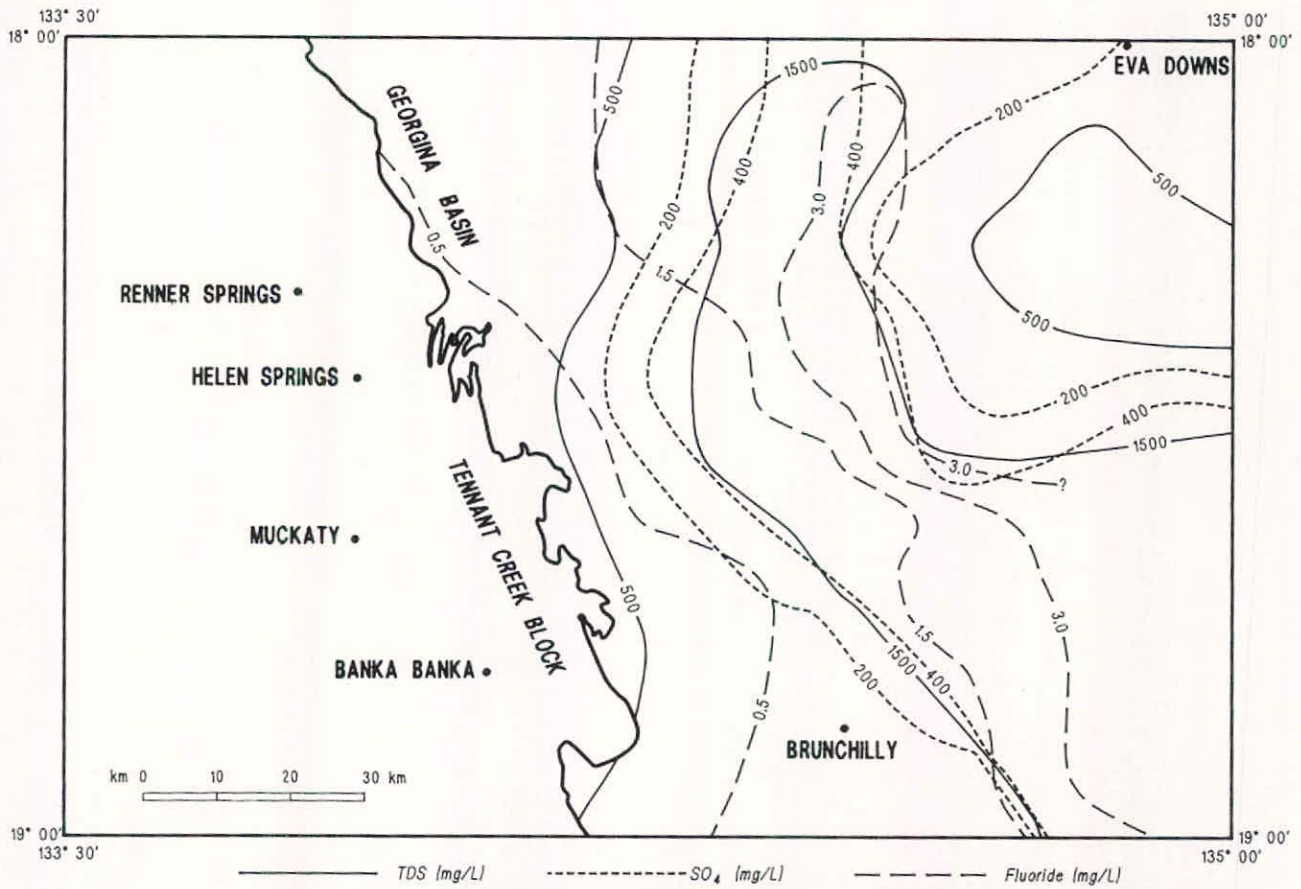 133° 30'
135° 00'
18° 00'
18° 00'
EVA DOWNS
1500
500
200
GEORGINA BASIN
400
400
3.0
200
500
0.5
1.5
RENNER SPRINGS
500
HELEN SPRINGS
200
400
1500
3.0
?
TENNANT CREEK BLOCK
MUCKATY
500
3.0
1.5
1500
400
BANKA BANKA
200
0.5
BRUNCHILLY
km 0 10 20 30 km
19° 00'
19° 00'
133° 30'
135° 00'
TDS (mg/L)
SO₄ (mg/L)
Fluoride (mg/L)